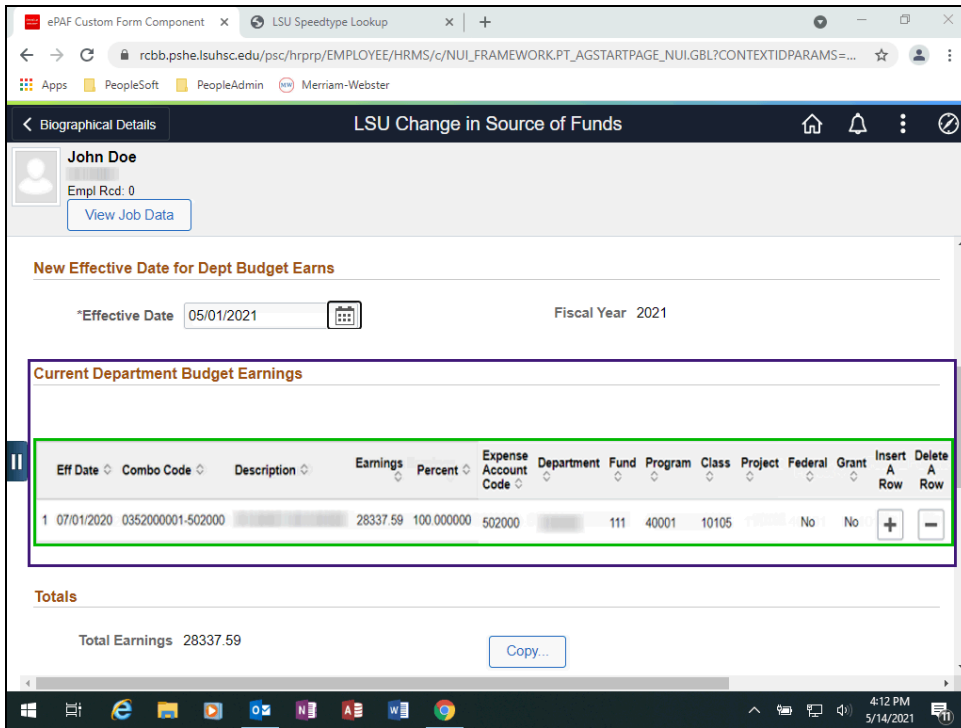 ePAF Custom Form Component
LSU Speedtype Lookup
rcbb.pshe.lsuhsc.edu/psc/hrprp/EMPLOYEE/HRMS/c/NUI_FRAMEWORK.PT_AGSTARTPAGE_NUI.GBL?CONTEXTIDPARAMS=...
Apps PeopleSoft PeopleAdmin Merriam-Webster
Biographical Details LSU Change in Source of Funds
John Doe
Empl Rcd: 0
View Job Data
New Effective Date for Dept Budget Earns
*Effective Date 05/01/2021 Fiscal Year 2021
Current Department Budget Earnings
Eff Date Combo Code Description Earnings Percent Expense Account Code Department Fund Program Class Project Federal Grant Insert A Row Delete A Row
1 07/01/2020 0352000001-502000 28337.59 100.000000 502000 111 40001 10105 No No
Totals
Total Earnings 28337.59 Copy...
4:12 PM
5/14/2021